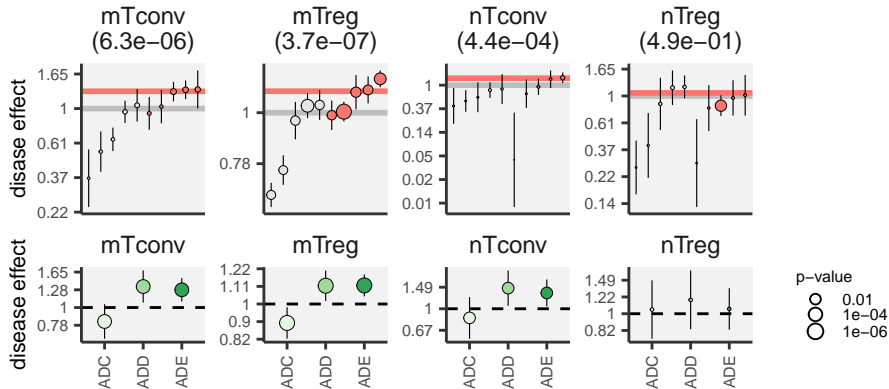 mTconv
(6.3e−06)
mTreg
(3.7e−07)
nTconv
(4.4e−04)
nTreg
(4.9e−01)
disase effect
1.65
1
0.61
0.37
0.22
1
0.78
1
0.37
0.14
0.05
0.02
0.01
1.65
1
0.61
0.37
0.22
0.14
mTconv
mTreg
nTconv
nTreg
disease effect
1.65
1.28
1
0.78
1.22
1.11
1
0.9
0.82
1.49
1
0.67
1.49
1.22
1
0.82
ADC
ADD
ADE
ADC
ADD
ADE
ADC
ADD
ADE
ADC
ADD
ADE
p−value
0.01
1e−04
1e−06